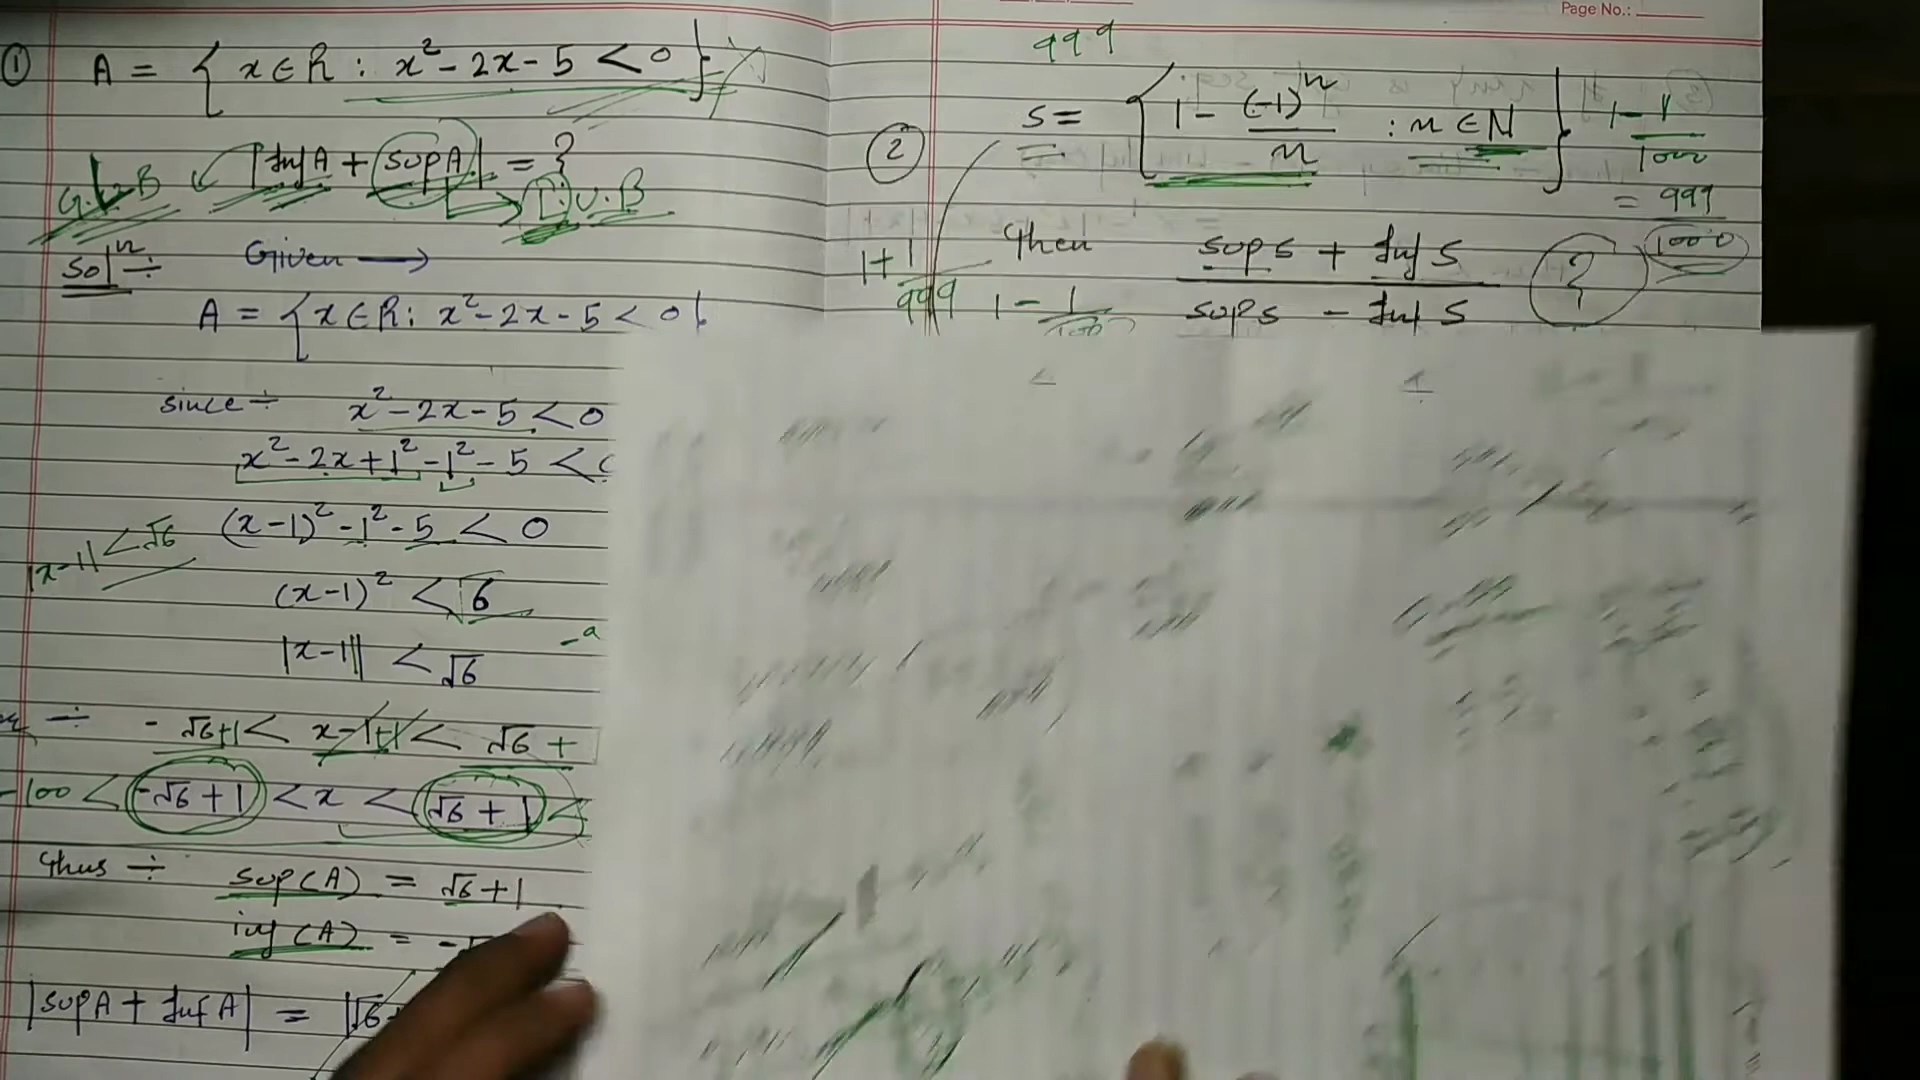 Page No.:
① A = { x ∈ R : x² - 2x - 5 < 0 }
|Inf A + sup A| = ?
G.L.B
L.U.B
Solⁿ ÷ Given →
A = { x ∈ R : x² - 2x - 5 < 0 }
since ÷ x² - 2x - 5 < 0
x² - 2x + 1² - 1² - 5 <
(x-1)² - 1² - 5 < 0
|x-1| < √6
(x-1)² < √6
|x-1| < √6
-a
÷ -√6+1 < x-1+1 < √6 +
-100 < -√6+1 < x < √6+1 <
Thus ÷ sup(A) = √6+1
inf(A) = -
|sup A + Inf A| = |√6
999
② S = { 1 - (-1)ⁿ/n : n ∈ N }
1 - 1/1000
= 999/1000
Then sup S + Inf S / sup S - Inf S ?
1 + 1/999
1 - 1/1000